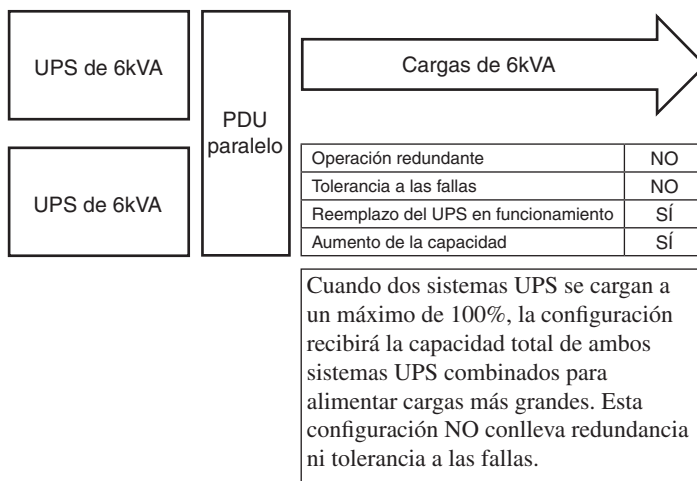 UPS de 6kVA
Cargas de 6kVA
PDU
paralelo
UPS de 6kVA
Operación redundante NO
Tolerancia a las fallas NO
Reemplazo del UPS en funcionamiento SÍ
Aumento de la capacidad SÍ
Cuando dos sistemas UPS se cargan a
un máximo de 100%, la configuración
recibirá la capacidad total de ambos
sistemas UPS combinados para
alimentar cargas más grandes. Esta
configuración NO conlleva redundancia
ni tolerancia a las fallas.